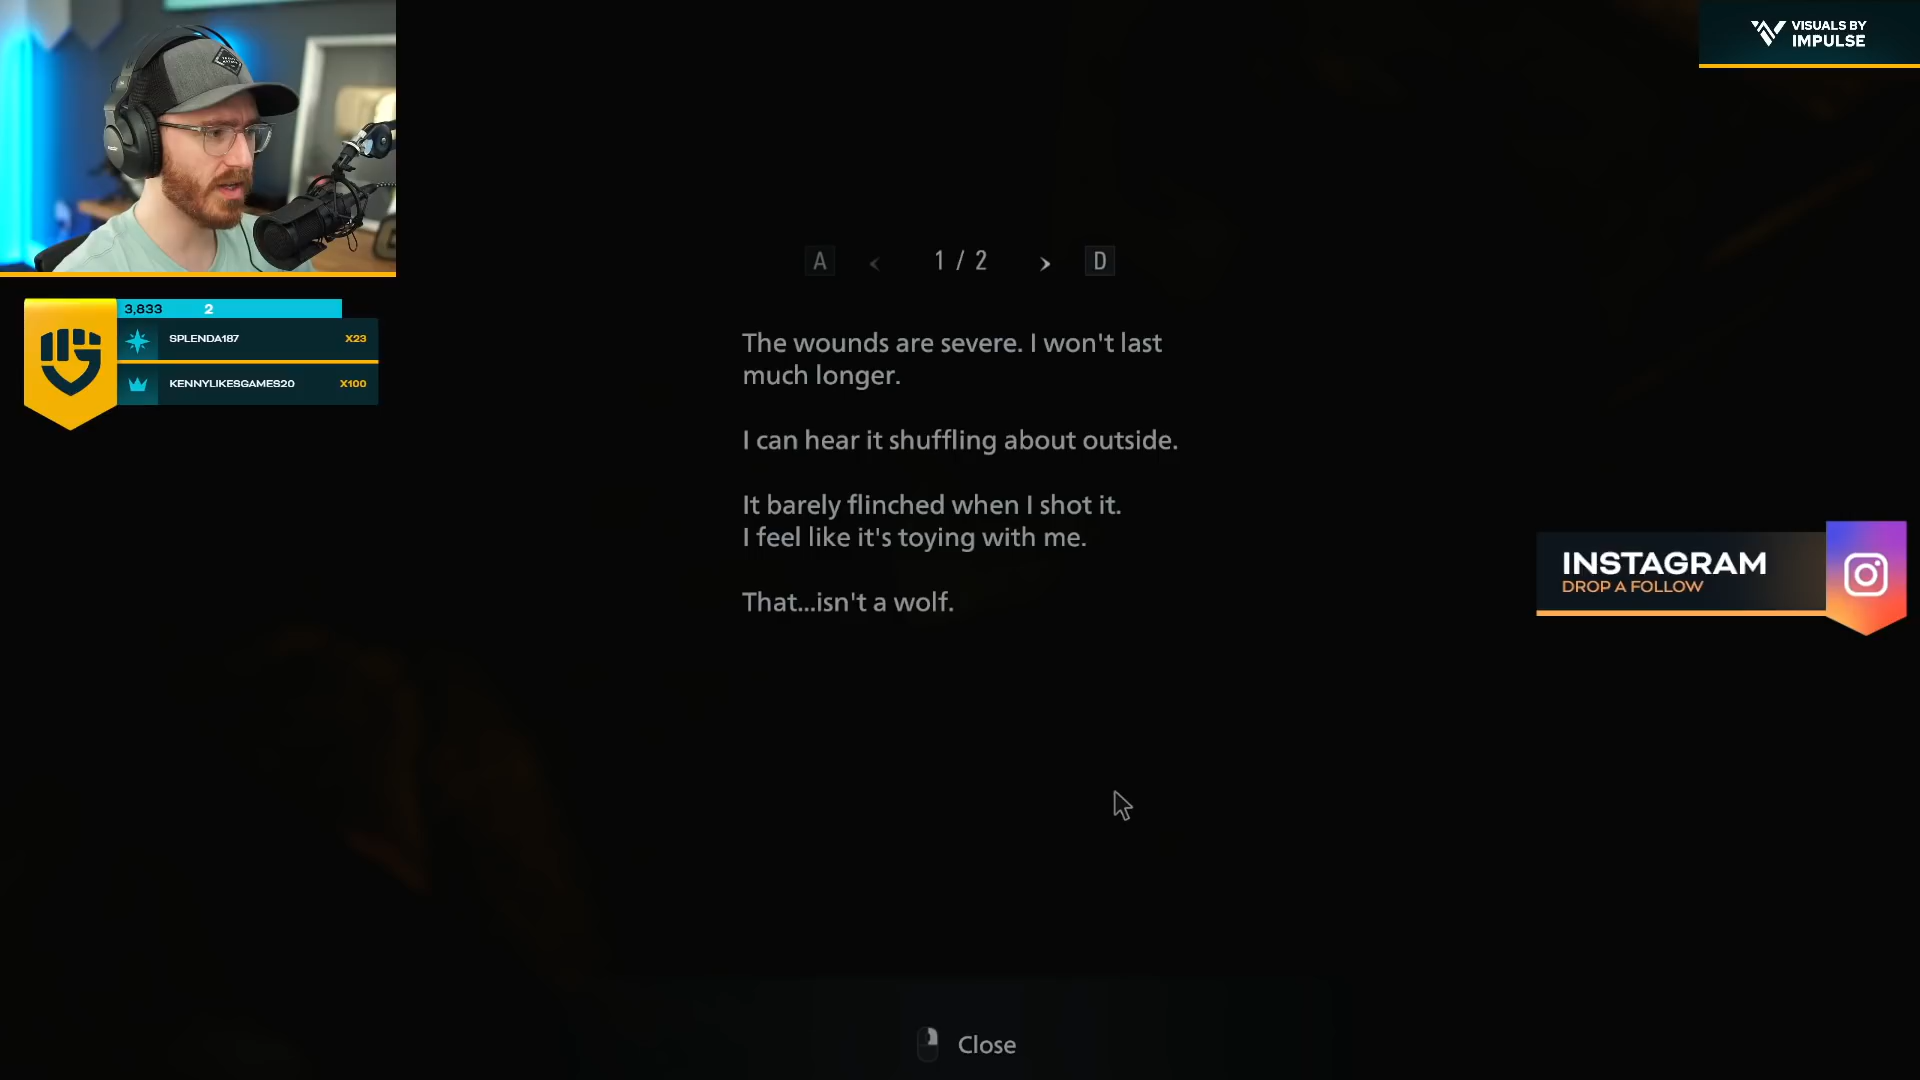 VISUALS BY
IMPULSE
A < 1 / 2 > D
3,833 2
SPLENDA187 X23
KENNYLIKESGAMES20 X100
The wounds are severe. I won't last
much longer.
I can hear it shuffling about outside.
It barely flinched when I shot it.
I feel like it's toying with me.
That...isn't a wolf.
INSTAGRAM
DROP A FOLLOW
Close